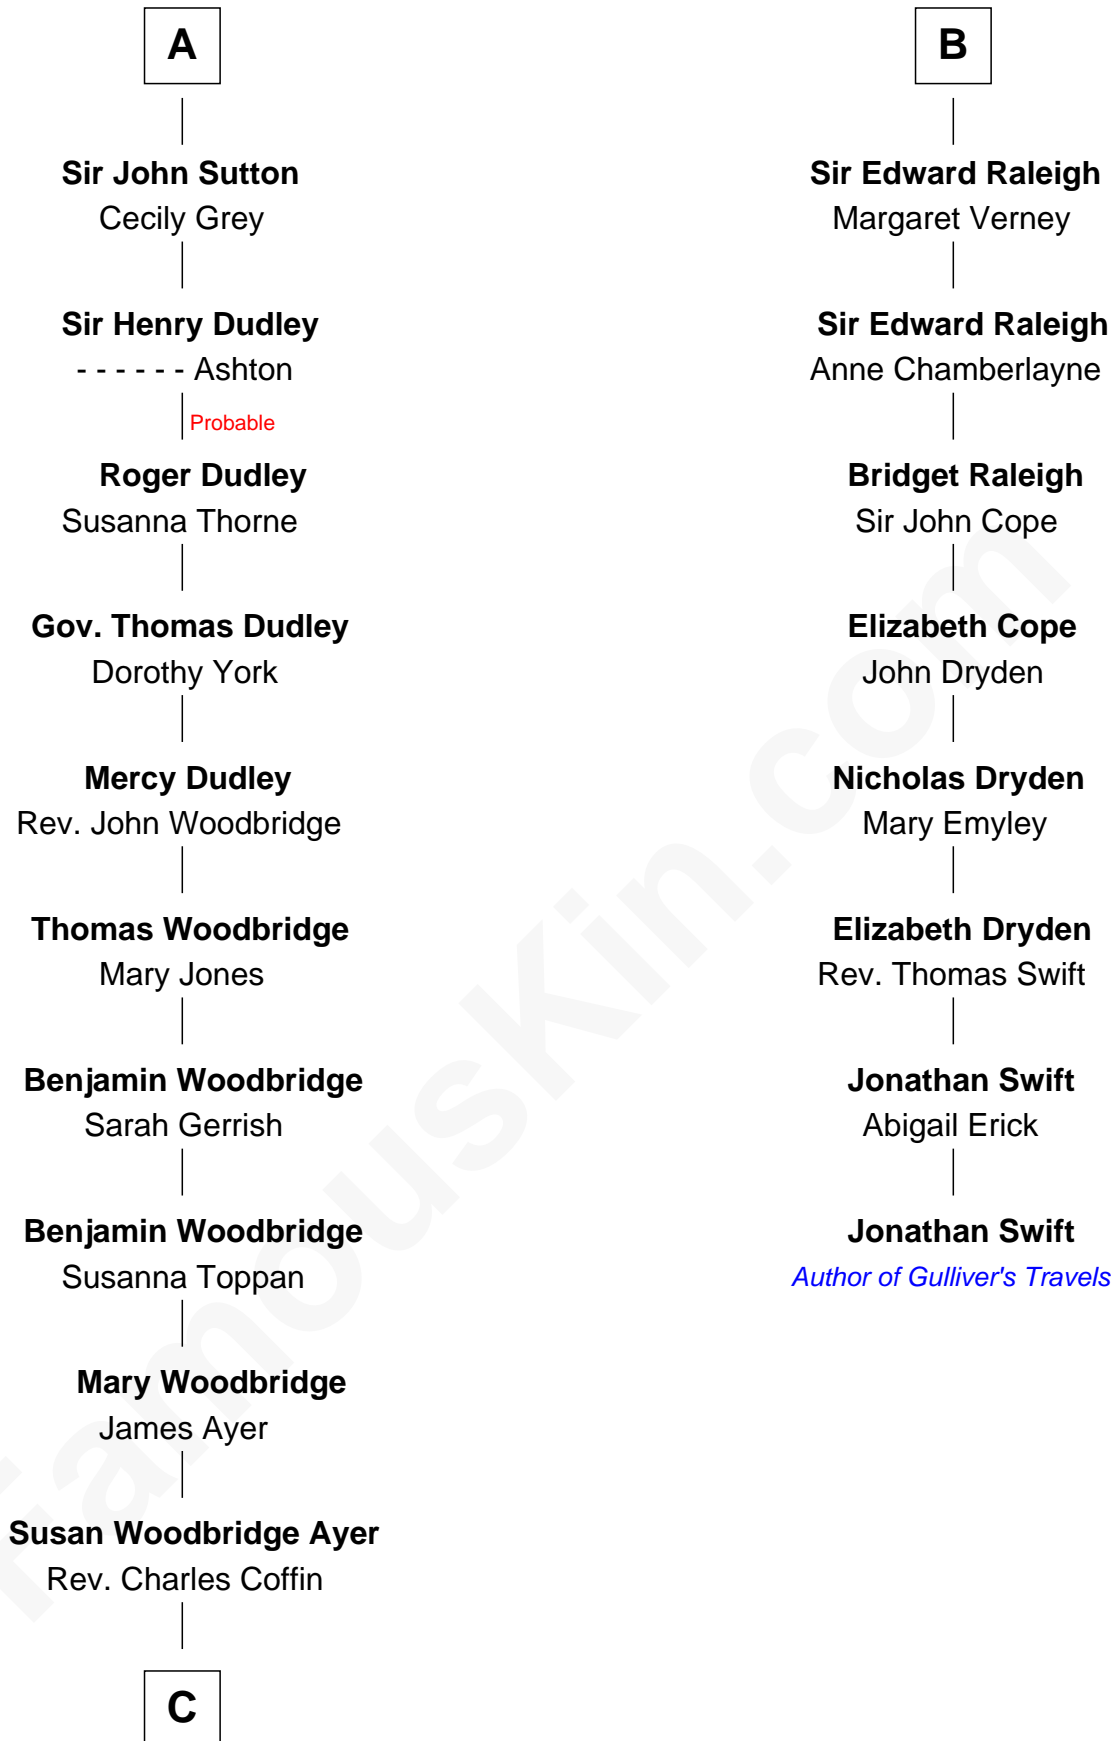 A
Sir John Sutton
Cecily Grey
Sir Henry Dudley
- - - - - - Ashton
Probable
Roger Dudley
Susanna Thorne
Gov. Thomas Dudley
Dorothy York
Mercy Dudley
Rev. John Woodbridge
Thomas Woodbridge
Mary Jones
Benjamin Woodbridge
Sarah Gerrish
Benjamin Woodbridge
Susanna Toppan
Mary Woodbridge
James Ayer
Susan Woodbridge Ayer
Rev. Charles Coffin
C
B
Sir Edward Raleigh
Margaret Verney
Sir Edward Raleigh
Anne Chamberlayne
Bridget Raleigh
Sir John Cope
Elizabeth Cope
John Dryden
Nicholas Dryden
Mary Emyley
Elizabeth Dryden
Rev. Thomas Swift
Jonathan Swift
Abigail Erick
Jonathan Swift
Author of Gulliver's Travels
FamousKin.com